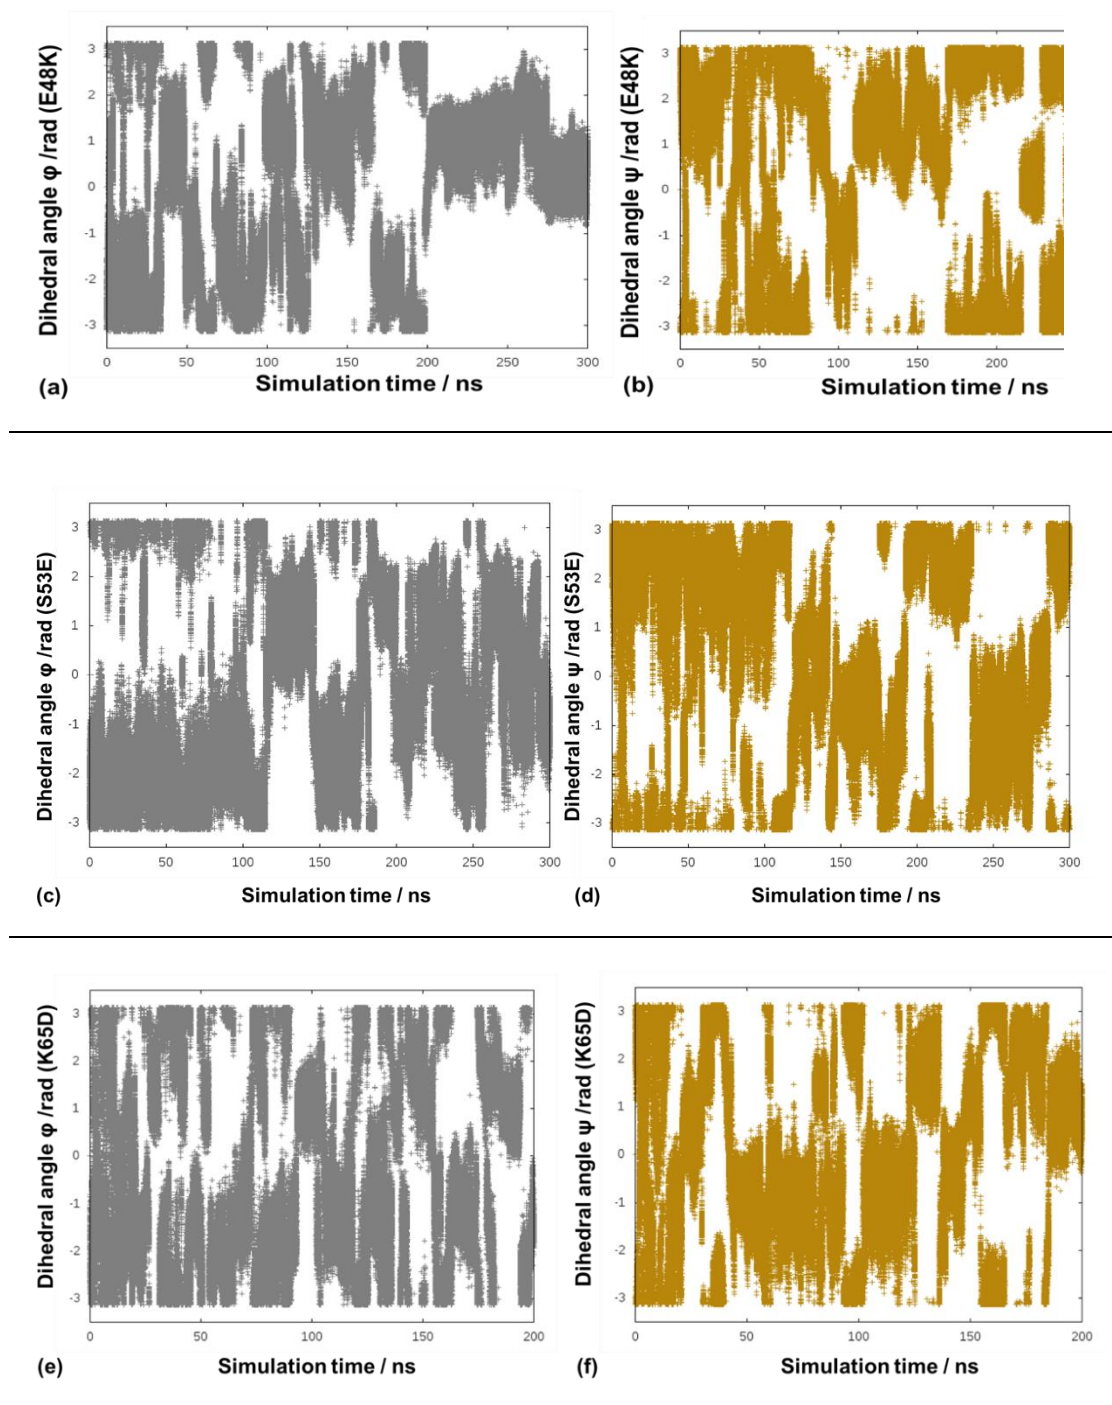 Dihedral angle φ /rad (E48K)
3
2
1
0
-1
-2
-3
0 50 100 150 200 250 300
(a) Simulation time / ns
Dihedral angle ψ /rad (E48K)
3
2
1
0
-1
-2
-3
0 50 100 150 200
(b) Simulation time / ns
Dihedral angle φ /rad (S53E)
3
2
1
0
-1
-2
-3
0 50 100 150 200 250 300
(c) Simulation time / ns
Dihedral angle ψ /rad (S53E)
3
2
1
0
-1
-2
-3
0 50 100 150 200 250 300
(d) Simulation time / ns
Dihedral angle φ /rad (K65D)
3
2
1
0
-1
-2
-3
0 50 100 150 200
(e) Simulation time / ns
Dihedral angle ψ /rad (K65D)
3
2
1
0
-1
-2
-3
0 50 100 150 200
(f) Simulation time / ns